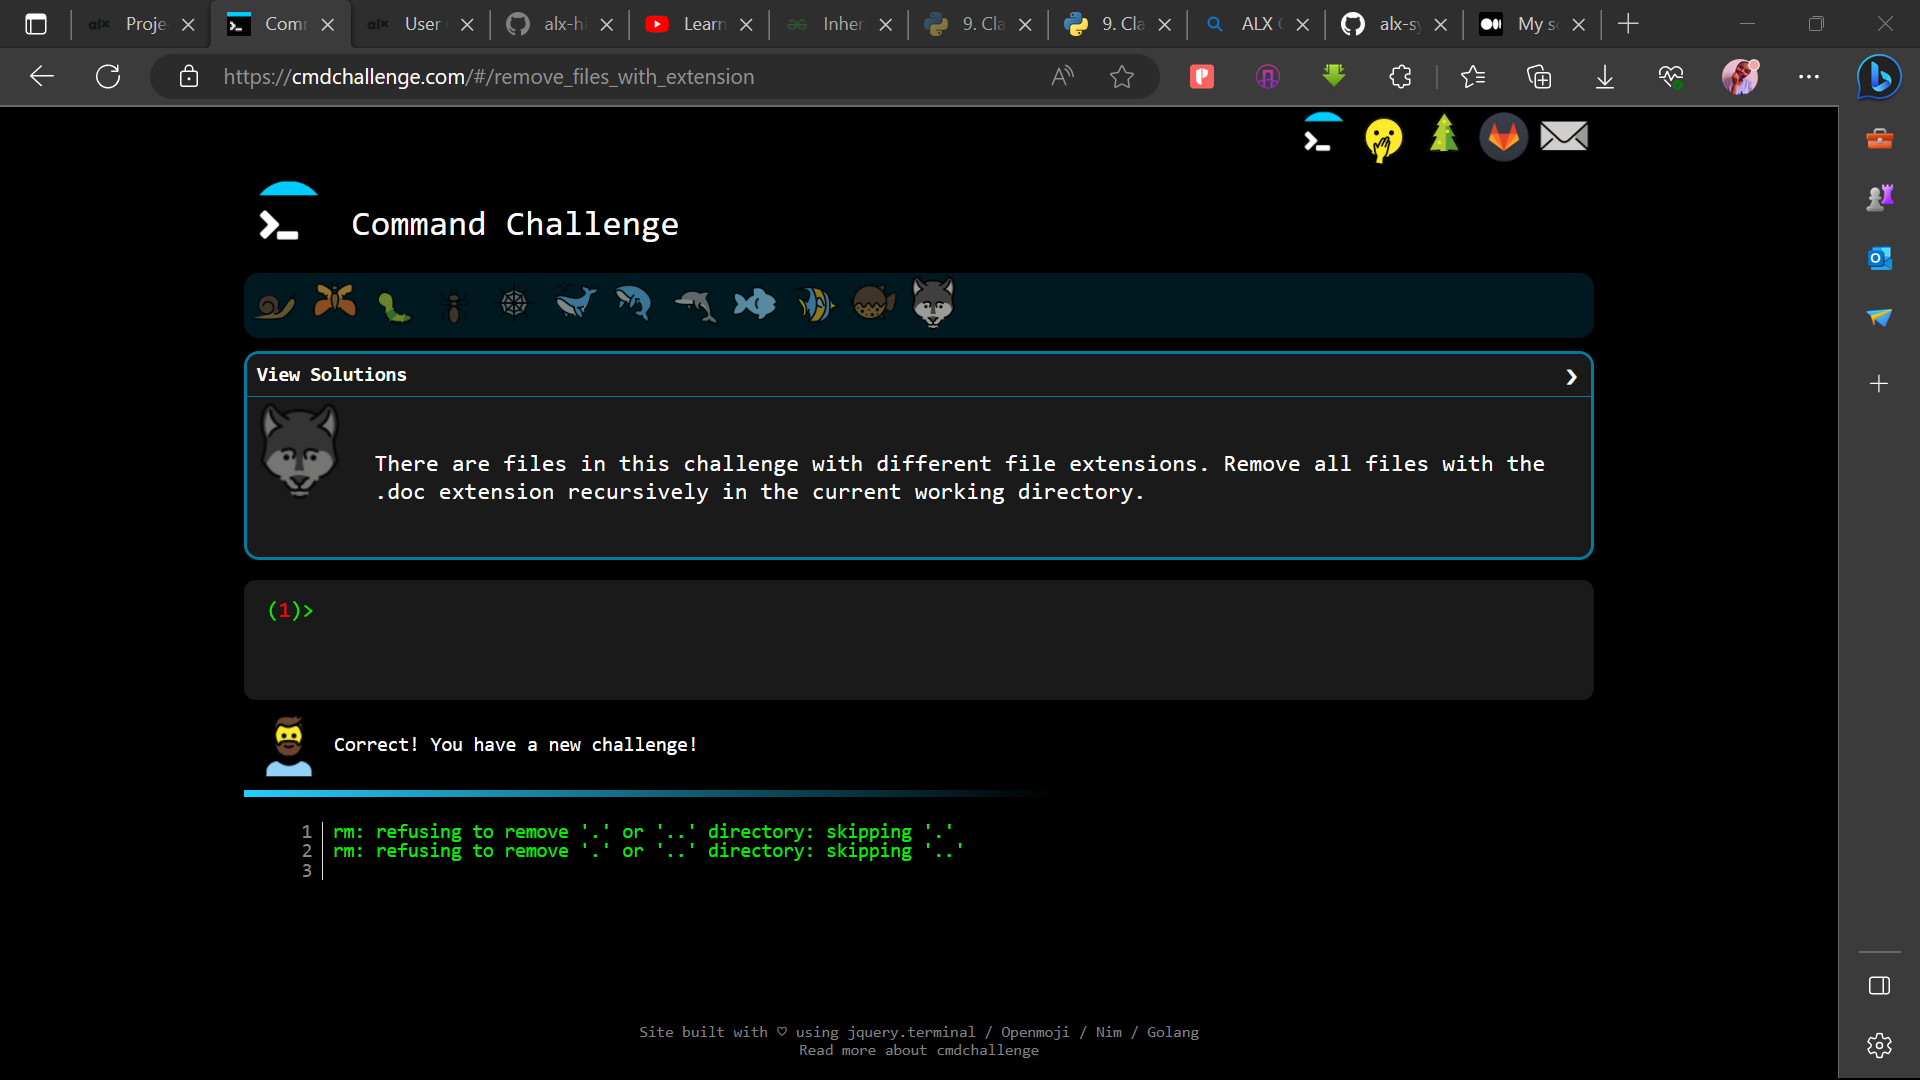 Proje
Comm
User
alx-hi
Learn
Inher
9. Cla
9. Cla
ALX
alx-sy
My so
https://cmdchallenge.com/#/remove_files_with_extension
Command Challenge
View Solutions
There are files in this challenge with different file extensions. Remove all files with the
.doc extension recursively in the current working directory.
(1)>
Correct! You have a new challenge!
1 rm: refusing to remove '.' or '..' directory: skipping '.'
2 rm: refusing to remove '.' or '..' directory: skipping '..'
3
Site built with ♡ using jquery.terminal / Openmoji / Nim / Golang
Read more about cmdchallenge